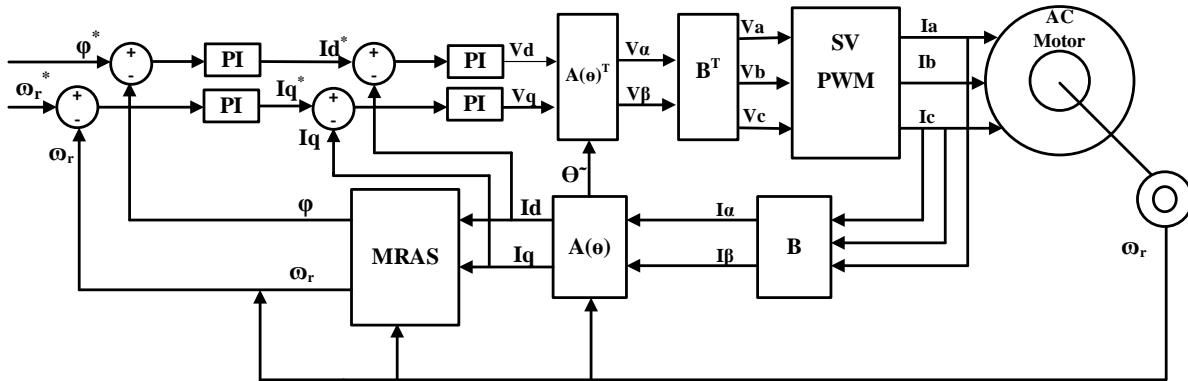 φ*
+
-
PI
Id*
+
-
PI
Vd
A(θ)ᵀ
Vα
Bᵀ
Va
SV
PWM
Ia
AC
Motor
ωᵣ*
+
-
PI
Iq*
+
-
PI
Vq
Vβ
Vb
Ib
Vc
Ic
Iq
ωᵣ
Θ~
φ
MRAS
Id
A(θ)
Iα
B
ωᵣ
Iq
Iβ
ωᵣ